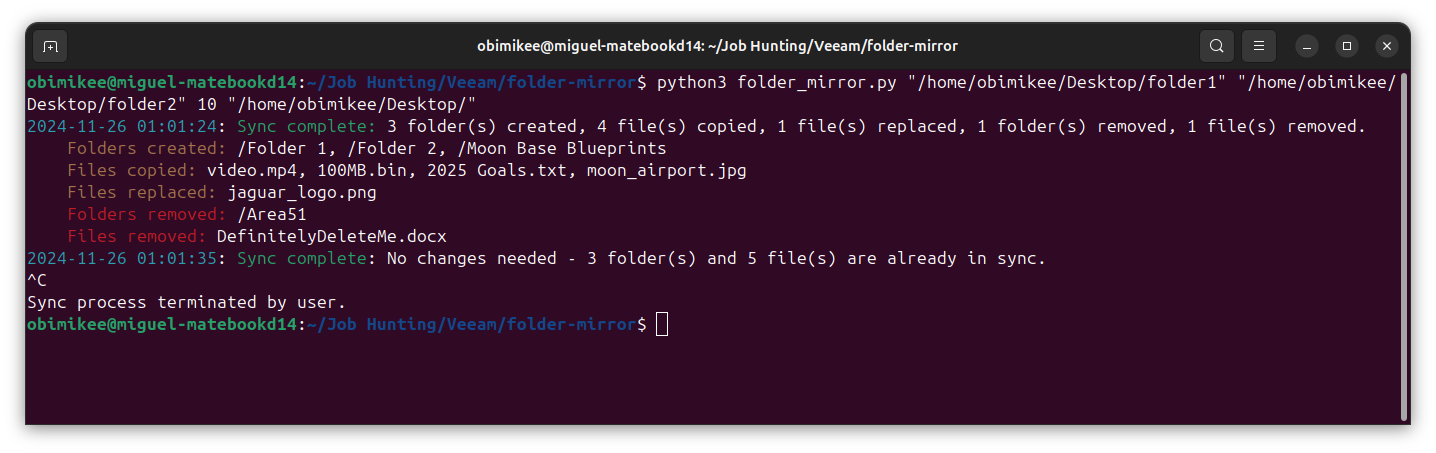 obimikee@miguel-matebookd14: ~/Job Hunting/Veeam/folder-mirror
obimikee@miguel-matebookd14:~/Job Hunting/Veeam/folder-mirror$ python3 folder_mirror.py "/home/obimikee/Desktop/folder1" "/home/obimikee/
Desktop/folder2" 10 "/home/obimikee/Desktop/"
2024-11-26 01:01:24: Sync complete: 3 folder(s) created, 4 file(s) copied, 1 file(s) replaced, 1 folder(s) removed, 1 file(s) removed.
    Folders created: /Folder 1, /Folder 2, /Moon Base Blueprints
    Files copied: video.mp4, 100MB.bin, 2025 Goals.txt, moon_airport.jpg
    Files replaced: jaguar_logo.png
    Folders removed: /Area51
    Files removed: DefinitelyDeleteMe.docx
2024-11-26 01:01:35: Sync complete: No changes needed - 3 folder(s) and 5 file(s) are already in sync.
^C
Sync process terminated by user.
obimikee@miguel-matebookd14:~/Job Hunting/Veeam/folder-mirror$